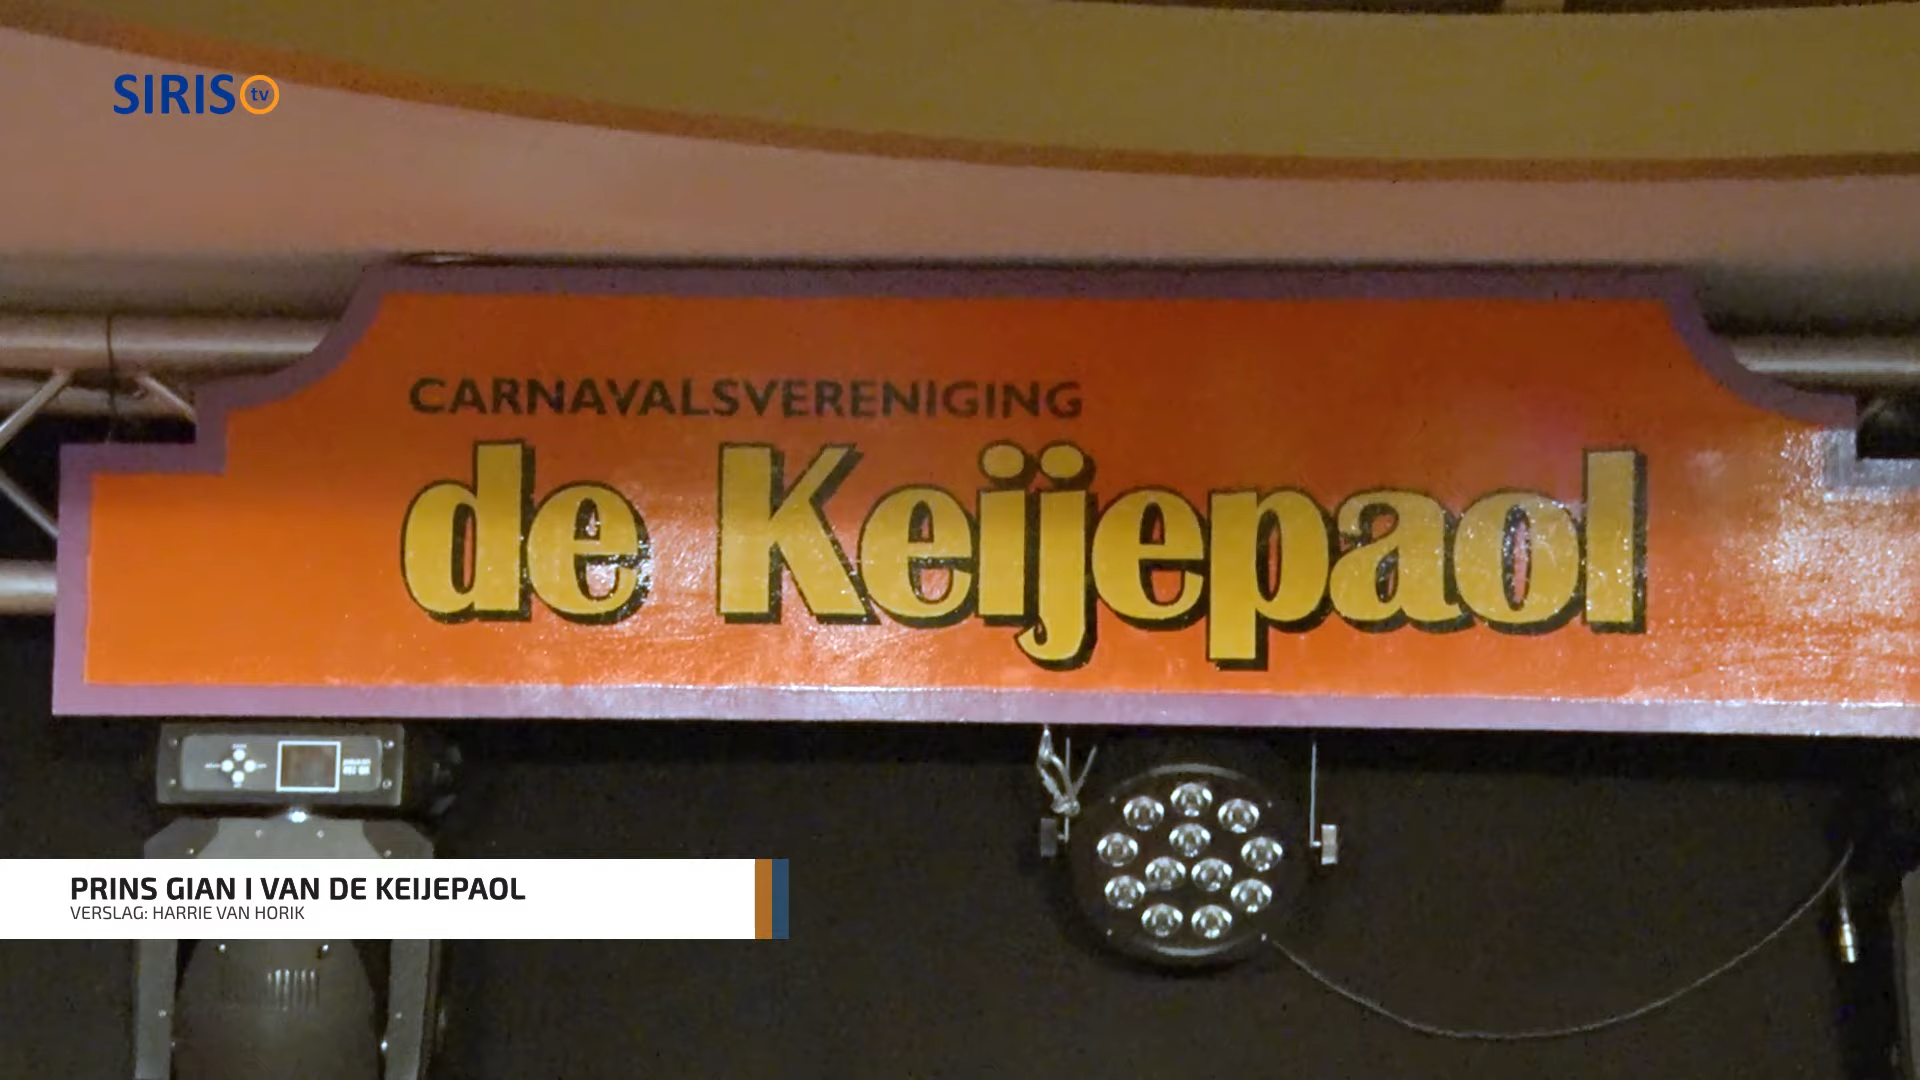 SIRIS tv
CARNAVALSVERENIGING
de Keijepaol
PRINS GIAN I VAN DE KEIJEPAOL
VERSLAG: HARRIE VAN HORIK